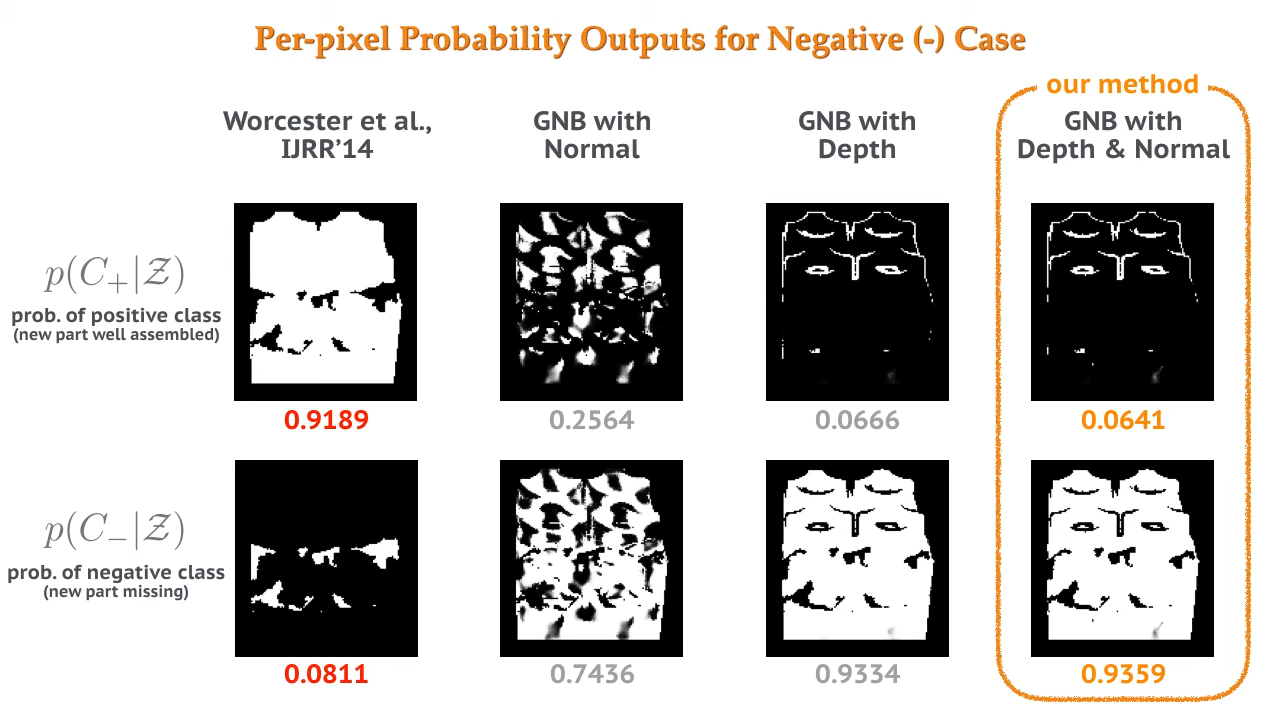 Per-pixel Probability Outputs for Negative (-) Case
our method
Worcester et al.,
IJRR’14
GNB with
Normal
GNB with
Depth
GNB with
Depth & Normal
p(C₊|𝒵)
prob. of positive class
(new part well assembled)
0.9189
0.2564
0.0666
0.0641
p(C₋|𝒵)
prob. of negative class
(new part missing)
0.0811
0.7436
0.9334
0.9359